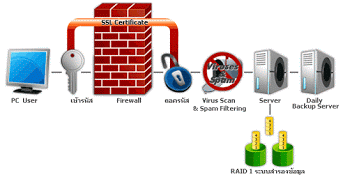 SSL Certificate
Viruses
Spam
PC User
เข้ารหัส
Firewall
ถอดรหัส
Virus Scan
& Spam Filtering
Server
Daily
Backup Server
RAID 1 ระบบสำรองข้อมูล